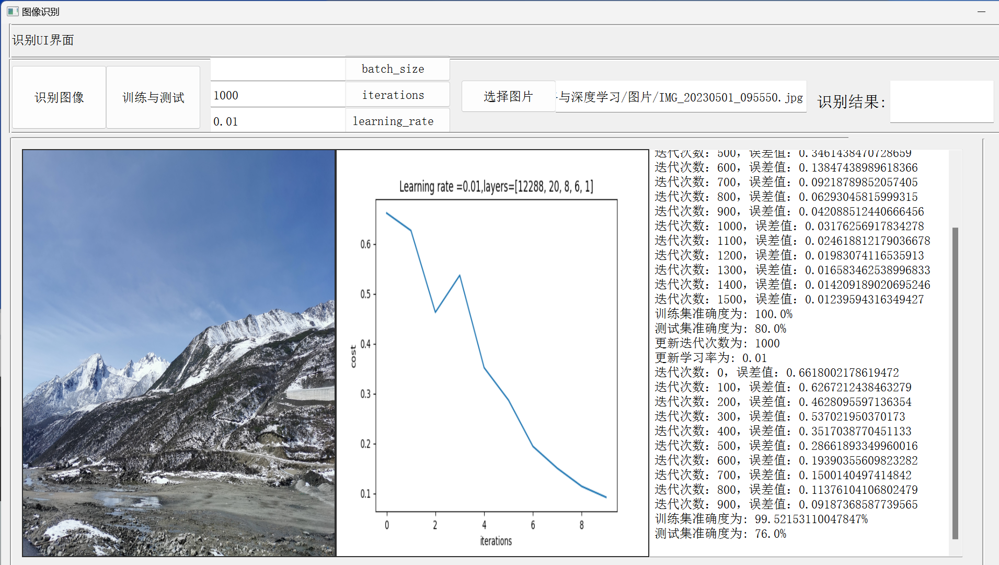 图像识别
识别UI界面
识别图像
训练与测试
batch_size
1000
iterations
0.01
learning_rate
选择图片
与深度学习/图片/IMG_20230501_095550.jpg
识别结果:
Learning rate =0.01,layers=[12288, 20, 8, 6, 1]
cost
0.6
0.5
0.4
0.3
0.2
0.1
0 2 4 6 8
iterations
迭代次数: 500, 误差值: 0.3461438470728659
迭代次数: 600, 误差值: 0.13847438989618366
迭代次数: 700, 误差值: 0.09218789852057405
迭代次数: 800, 误差值: 0.06293045815999315
迭代次数: 900, 误差值: 0.042088512440666456
迭代次数: 1000, 误差值: 0.03176256917834278
迭代次数: 1100, 误差值: 0.024618812179036678
迭代次数: 1200, 误差值: 0.01983074116535913
迭代次数: 1300, 误差值: 0.016583462538996833
迭代次数: 1400, 误差值: 0.014209189020695246
迭代次数: 1500, 误差值: 0.01239594316349427
训练集准确度为: 100.0%
测试集准确度为: 80.0%
更新迭代次数为: 1000
更新学习率为: 0.01
迭代次数: 0, 误差值: 0.6618002178619472
迭代次数: 100, 误差值: 0.6267212438463279
迭代次数: 200, 误差值: 0.4628095597136354
迭代次数: 300, 误差值: 0.537021950370173
迭代次数: 400, 误差值: 0.3517038770451133
迭代次数: 500, 误差值: 0.28661893349960016
迭代次数: 600, 误差值: 0.19390355609823282
迭代次数: 700, 误差值: 0.1500140497414842
迭代次数: 800, 误差值: 0.11376104106802479
迭代次数: 900, 误差值: 0.09187368587739565
训练集准确度为: 99.52153110047847%
测试集准确度为: 76.0%